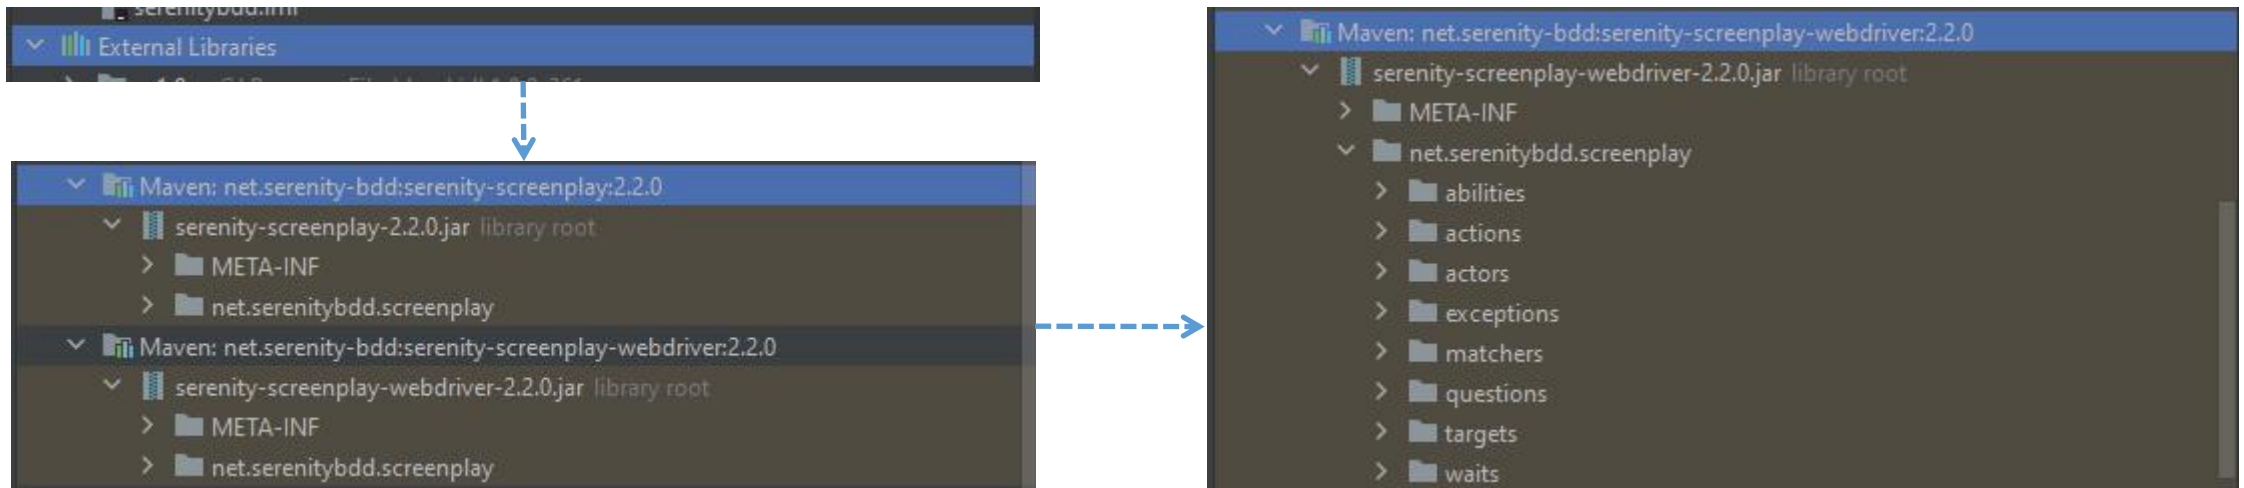 serenitybdd.iml
External Libraries
Maven: net.serenity-bdd:serenity-screenplay:2.2.0
serenity-screenplay-2.2.0.jar library root
META-INF
net.serenitybdd.screenplay
Maven: net.serenity-bdd:serenity-screenplay-webdriver:2.2.0
serenity-screenplay-webdriver-2.2.0.jar library root
META-INF
net.serenitybdd.screenplay
Maven: net.serenity-bdd:serenity-screenplay-webdriver:2.2.0
serenity-screenplay-webdriver-2.2.0.jar library root
META-INF
net.serenitybdd.screenplay
abilities
actions
actors
exceptions
matchers
questions
targets
waits